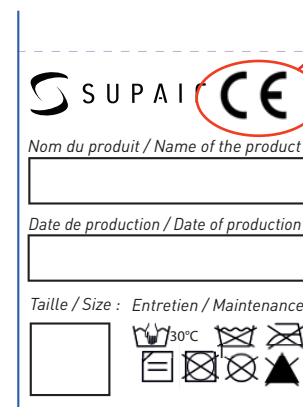 SUPAIR CE
Nom du produit / Name of the product
Date de production / Date of production
Taille / Size : Entretien / Maintenance
30°C